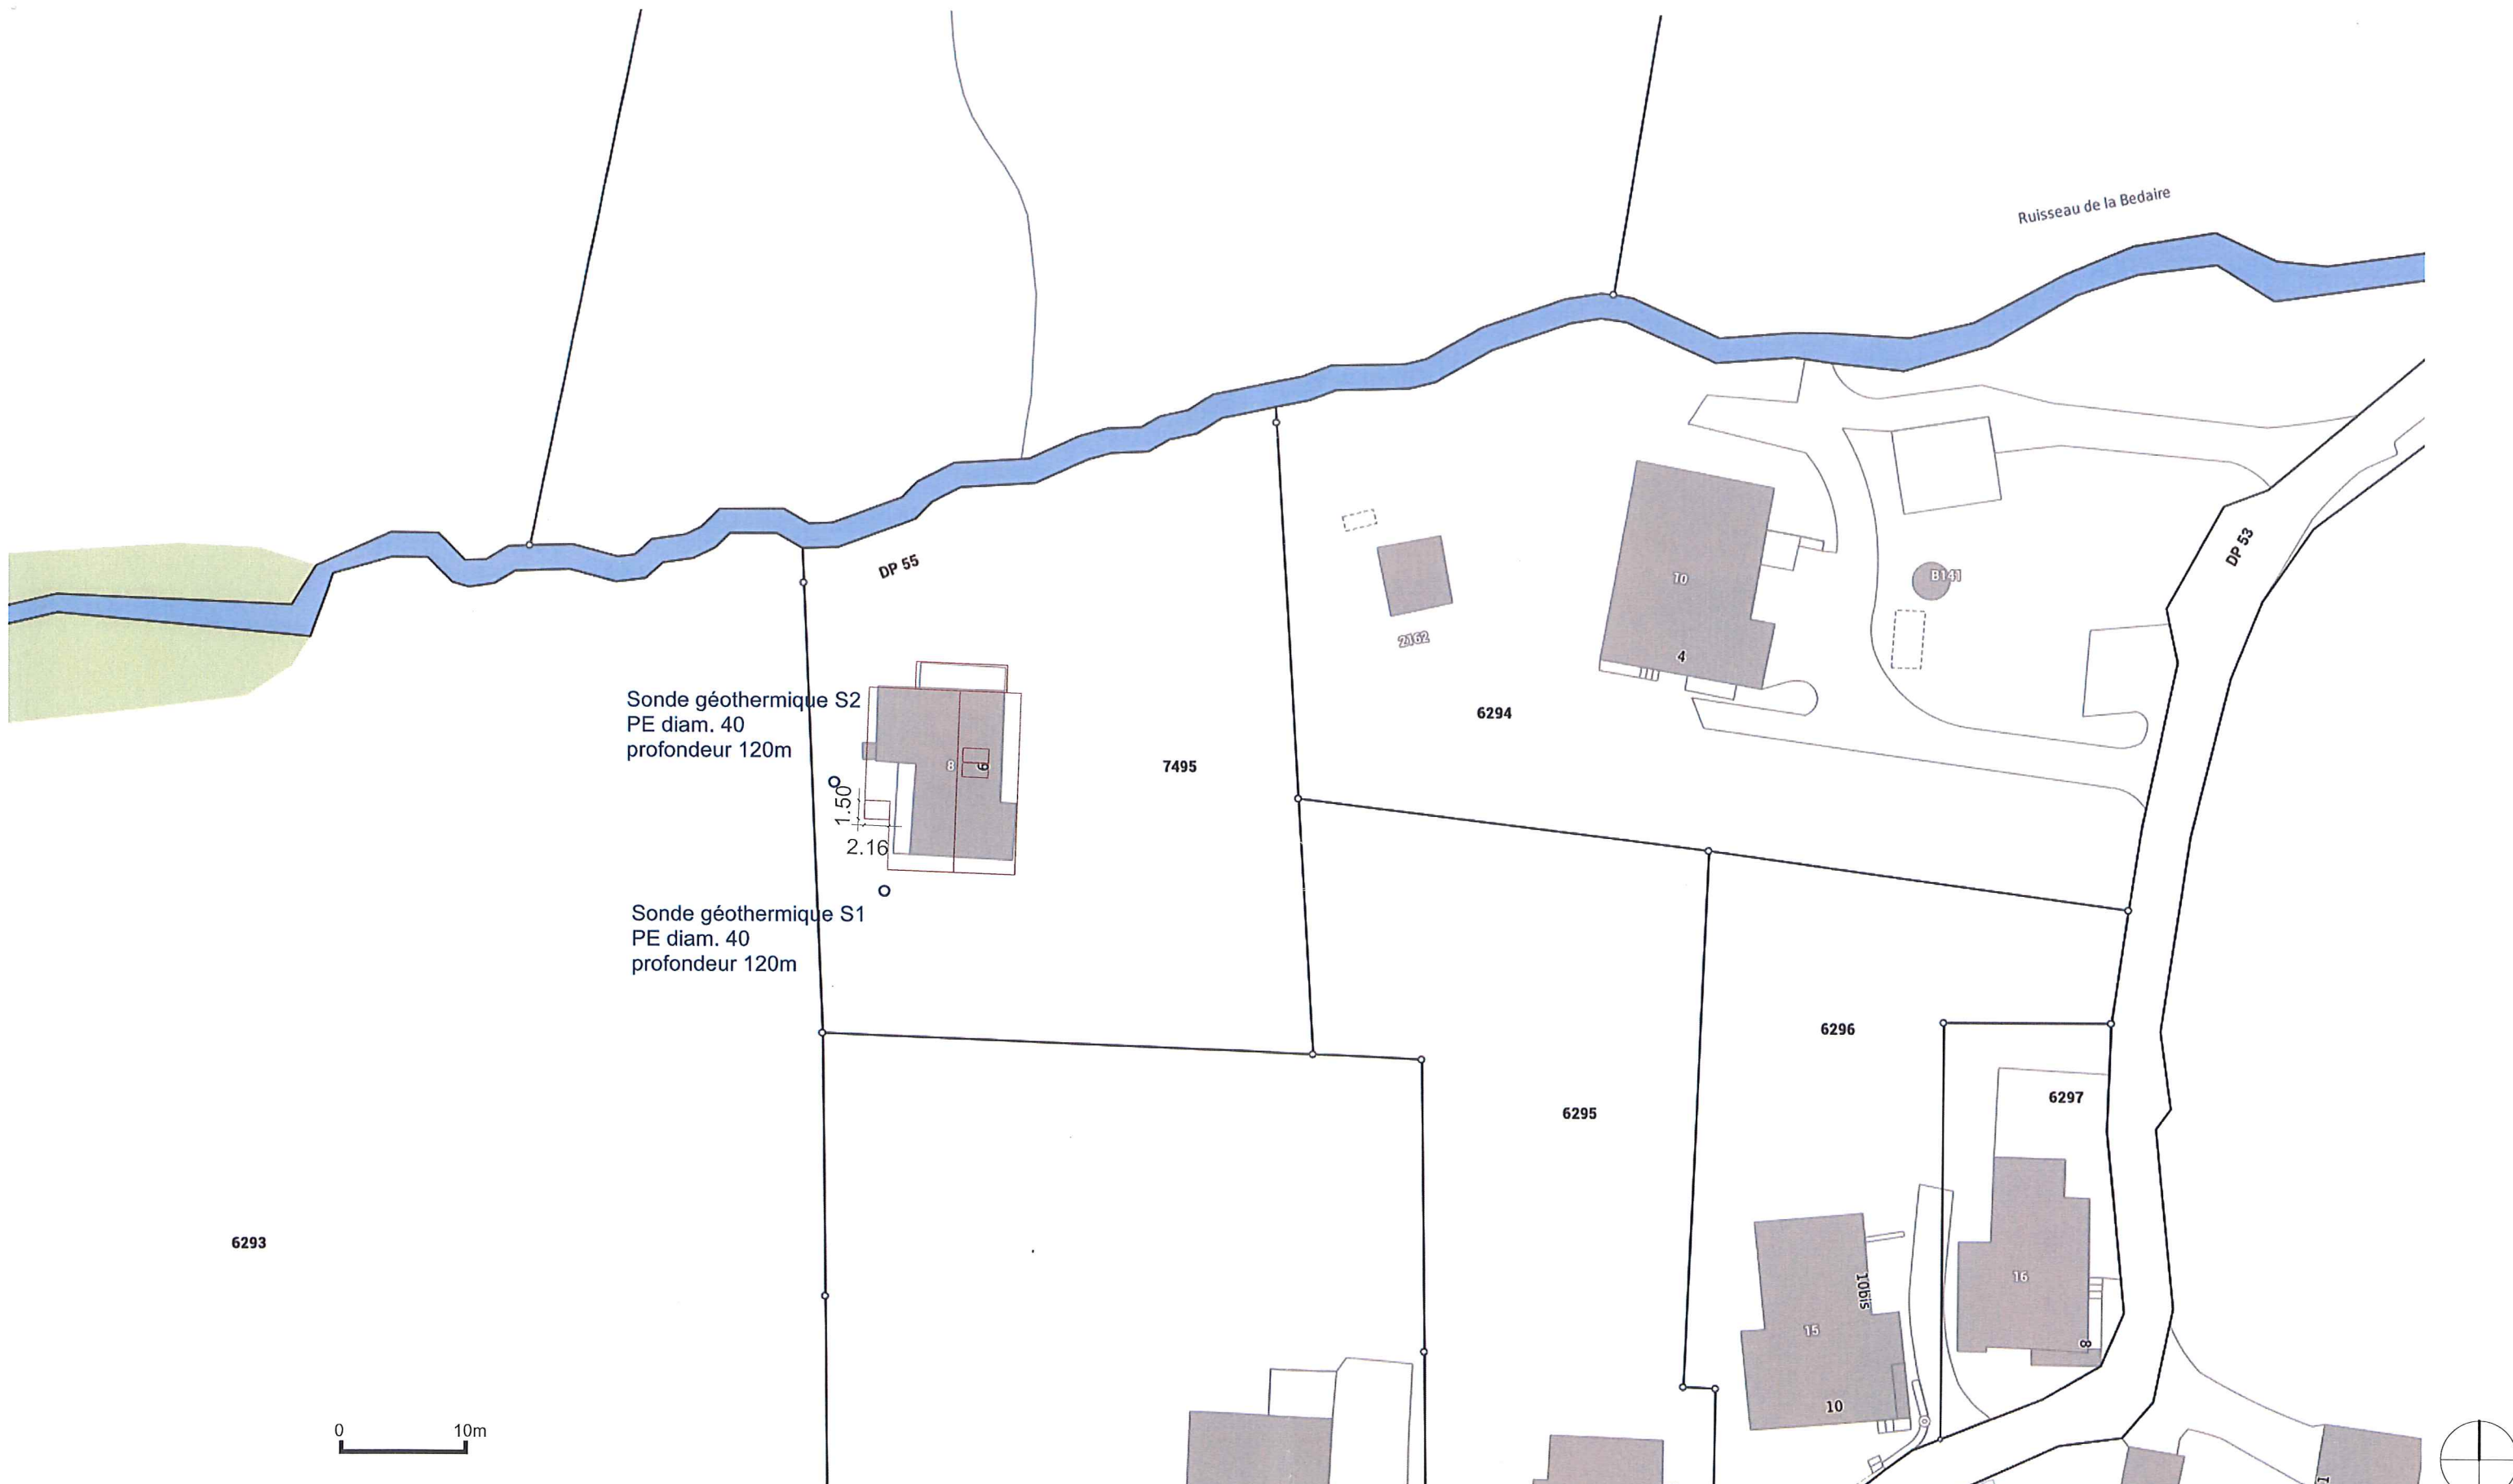 Ruisseau de la Bedaire
DP 53
DP 55
10
B141
2162
4
6294
Sonde géothermique S2
PE diam. 40
profondeur 120m
8
6
7495
1.50
2.16
Sonde géothermique S1
PE diam. 40
profondeur 120m
6296
6297
6295
6293
10bis
16
15
8
10
0 10m